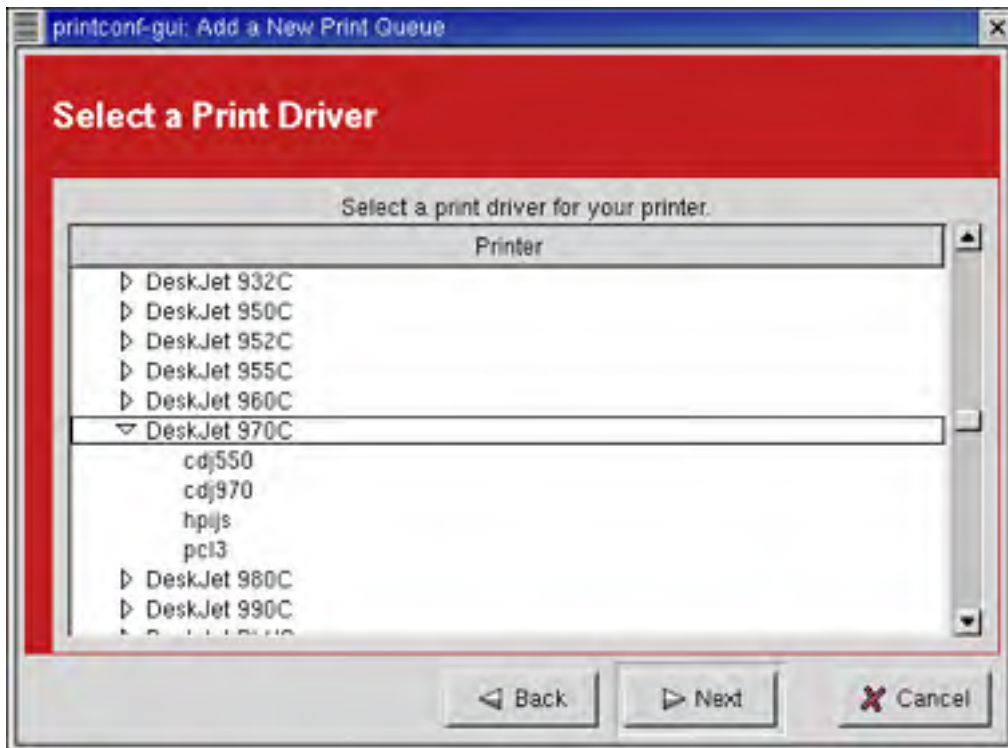 printconf-gui: Add a New Print Queue
Select a Print Driver
Select a print driver for your printer.
Printer
DeskJet 932C
DeskJet 950C
DeskJet 952C
DeskJet 955C
DeskJet 960C
DeskJet 970C
cdj550
cdj970
hpijs
pcl3
DeskJet 980C
DeskJet 990C
Back
Next
Cancel